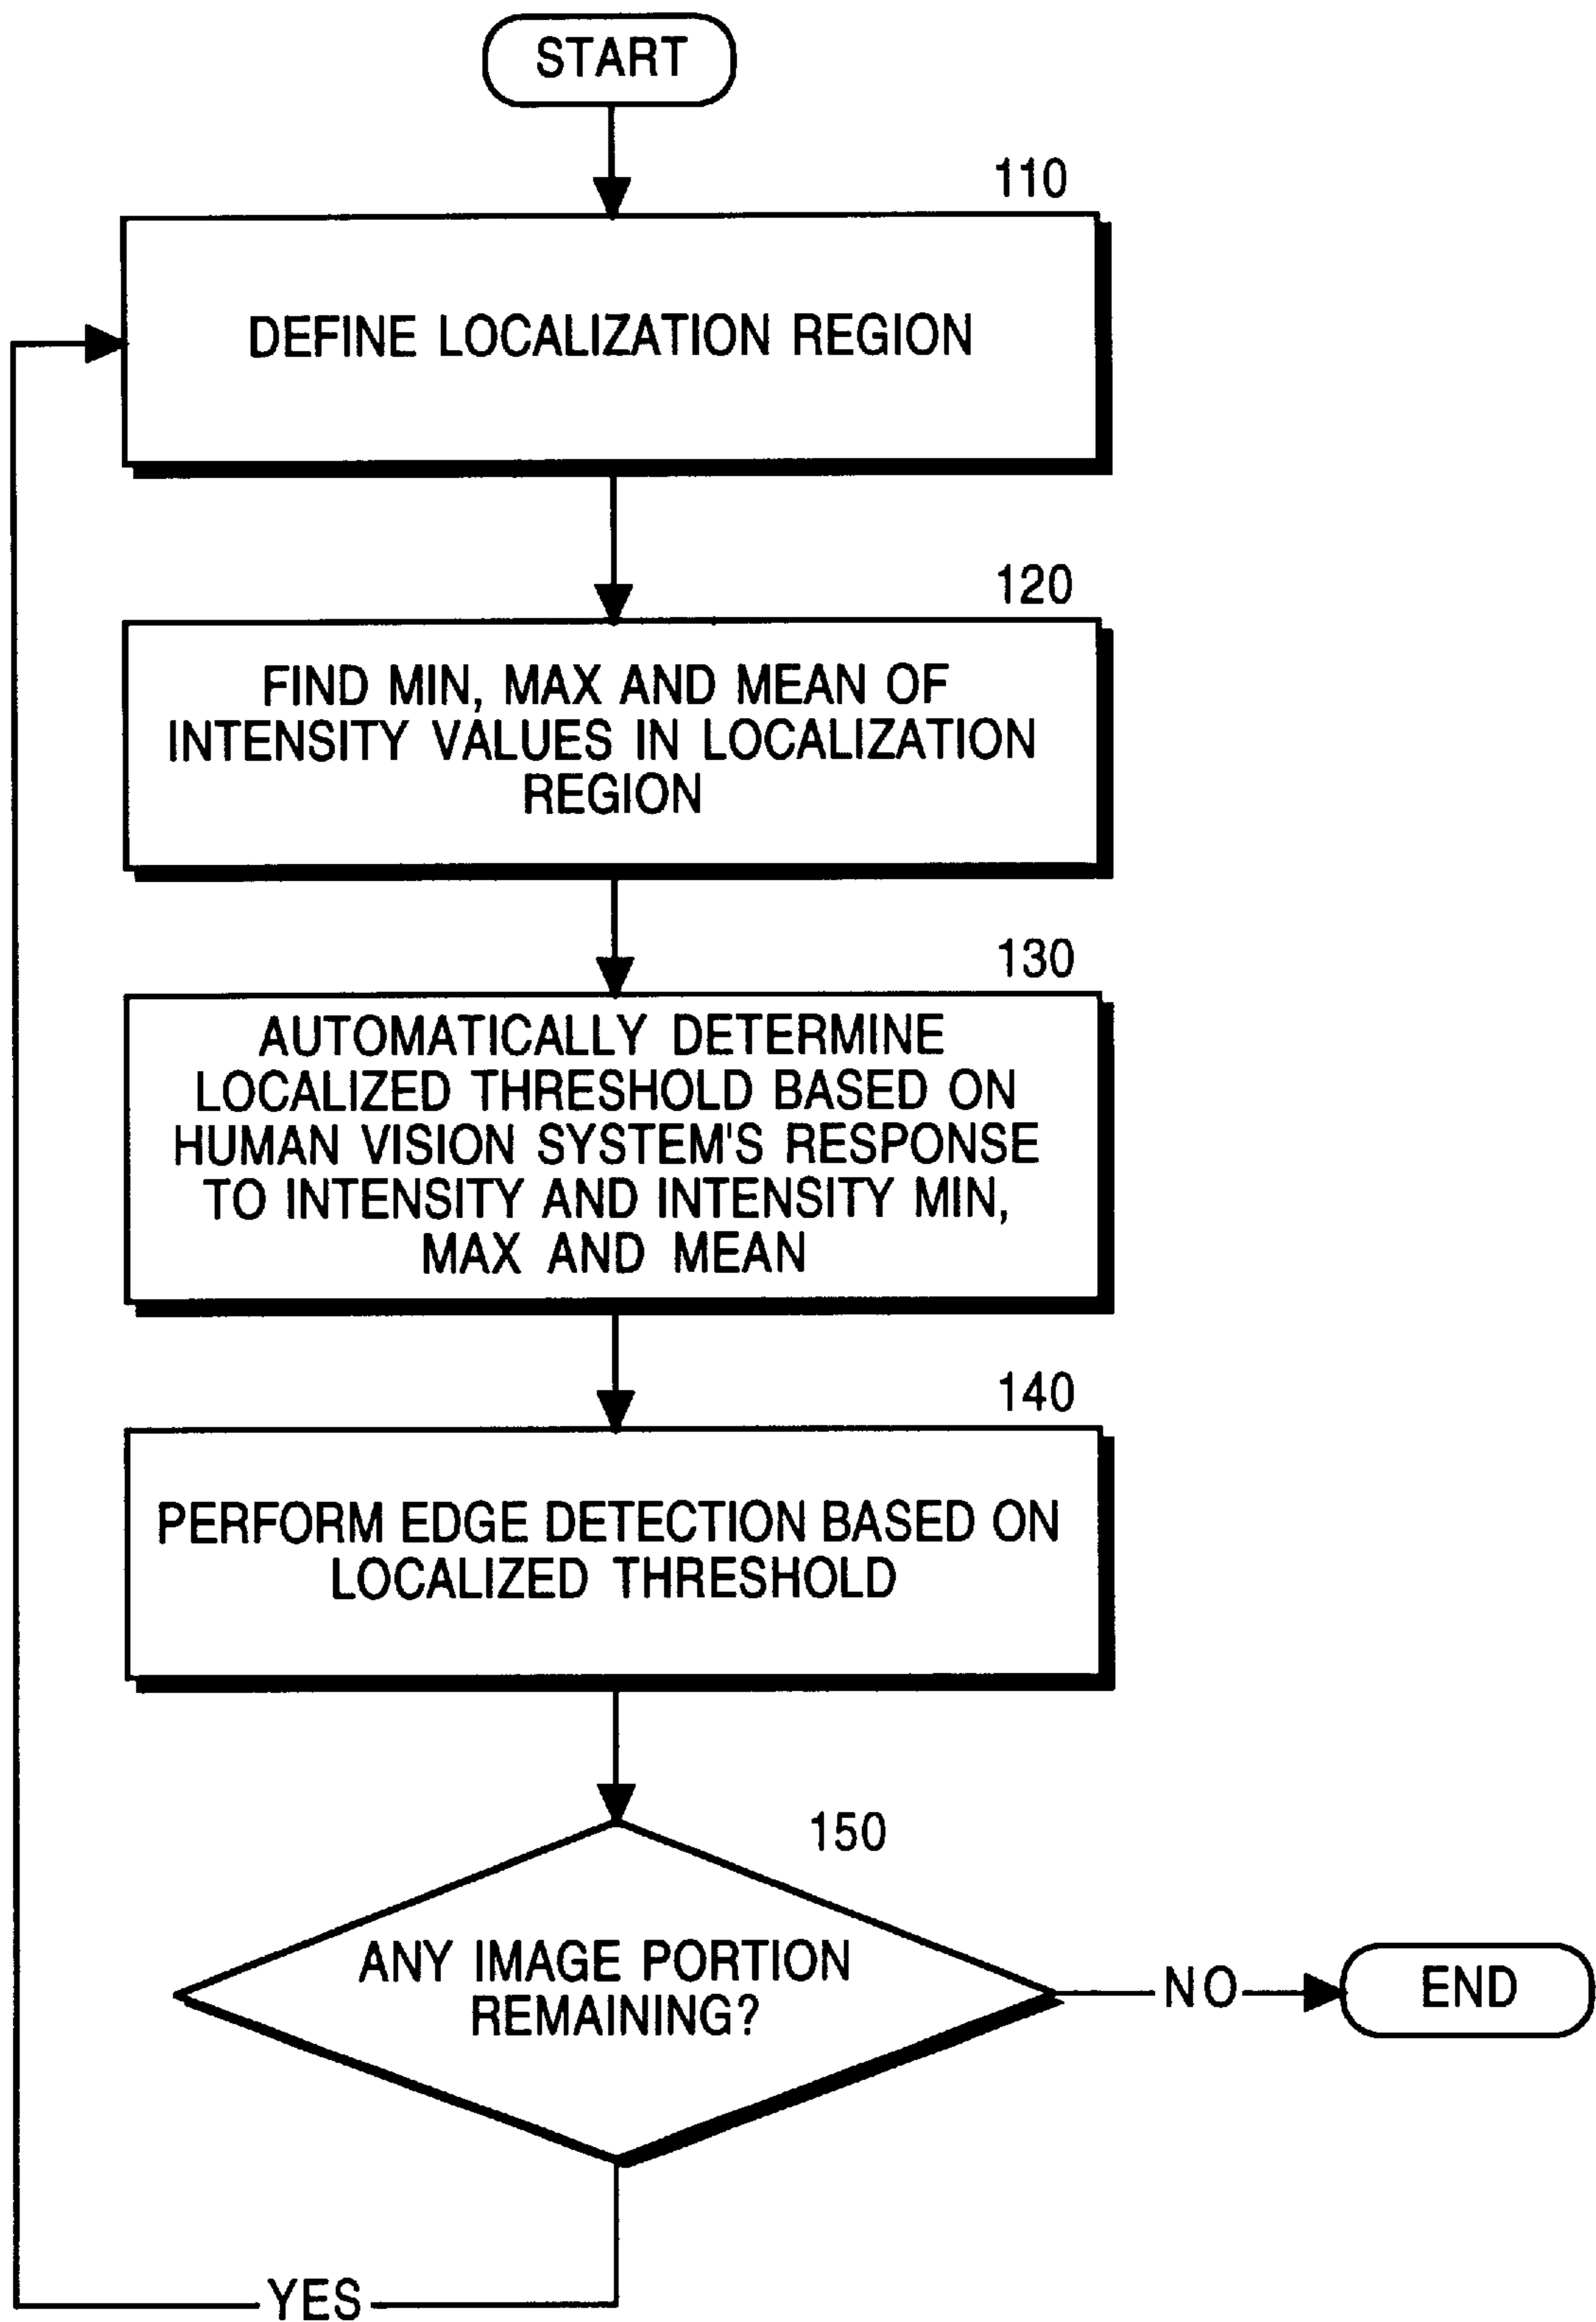 START
110
DEFINE LOCALIZATION REGION
120
FIND MIN, MAX AND MEAN OF
INTENSITY VALUES IN LOCALIZATION
REGION
130
AUTOMATICALLY DETERMINE
LOCALIZED THRESHOLD BASED ON
HUMAN VISION SYSTEM'S RESPONSE
TO INTENSITY AND INTENSITY MIN,
MAX AND MEAN
140
PERFORM EDGE DETECTION BASED ON
LOCALIZED THRESHOLD
150
ANY IMAGE PORTION
REMAINING?
NO
END
YES